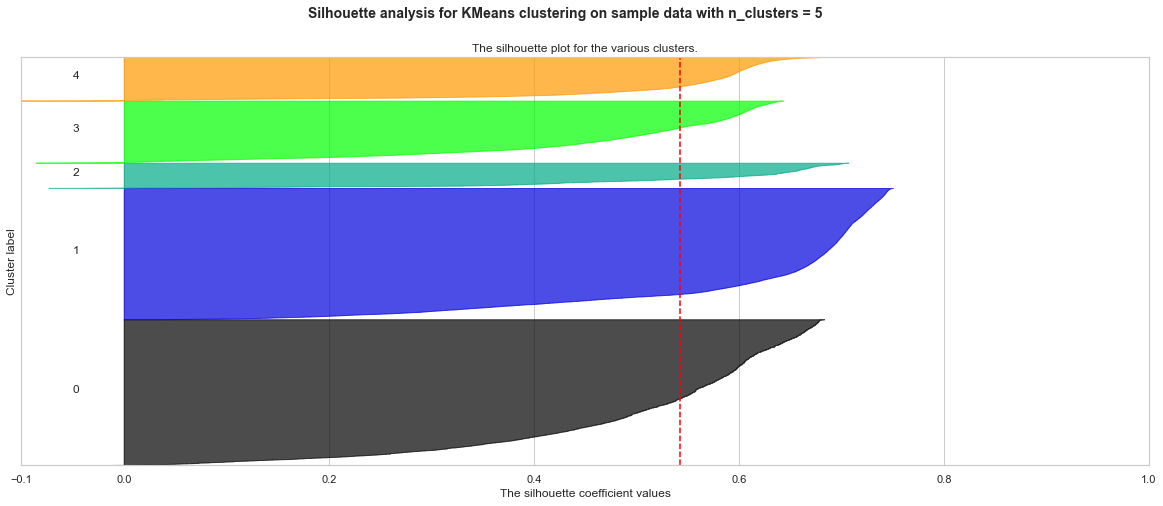 Silhouette analysis for KMeans clustering on sample data with n_clusters = 5
The silhouette plot for the various clusters.
4
3
2
1
0
Cluster label
−0.1 0.0 0.2 0.4 0.6 0.8 1.0
The silhouette coefficient values